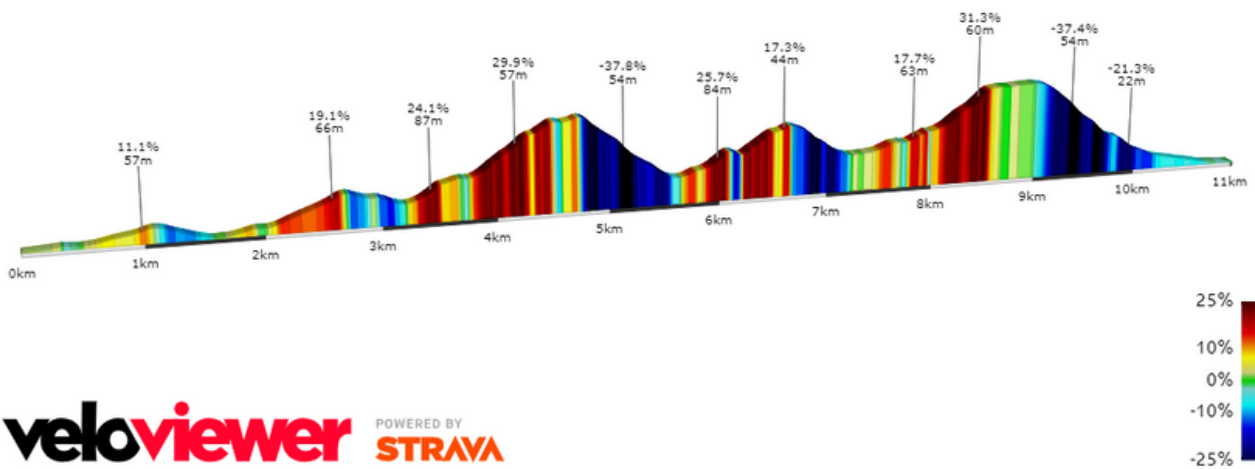 31.3%
60m
-37.4%
54m
17.3%
44m
17.7%
63m
-21.3%
22m
29.9%
57m
-37.8%
54m
25.7%
84m
24.1%
87m
19.1%
66m
11.1%
57m
0km
1km
2km
3km
4km
5km
6km
7km
8km
9km
10km
11km
25%
10%
0%
-10%
-25%
veloviewer
POWERED BY
STRAVA